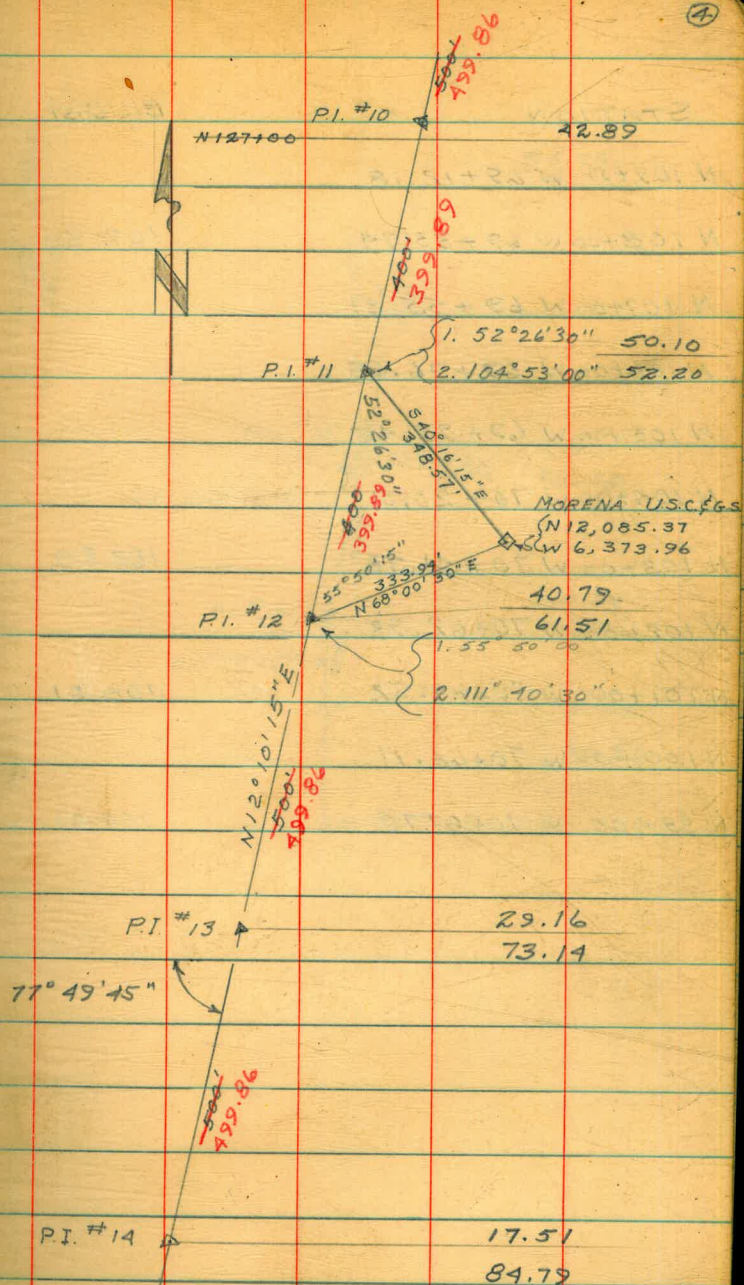 4
500'
499.86
P.I. #10
N127+00
42.89
400'
399.89
1. 52°26'30" 50.10
P.I. #11
2. 104°53'00" 52.20
52°26'30"
S40°16'15"E
348.57'
400
399.89
MORENA U.S.C.&G.S
N12,085.37
W 6,373.96
55°50'15"
333.94'
N68°00'30"E
40.79
P.I. #12
61.51
1. 55°50'00
2. 111°40'30"
N12°10'15"E
500'
499.86
P.I #13
29.16
73.14
77°49'45"
500'
499.86
P.I. #14
17.51
84.79